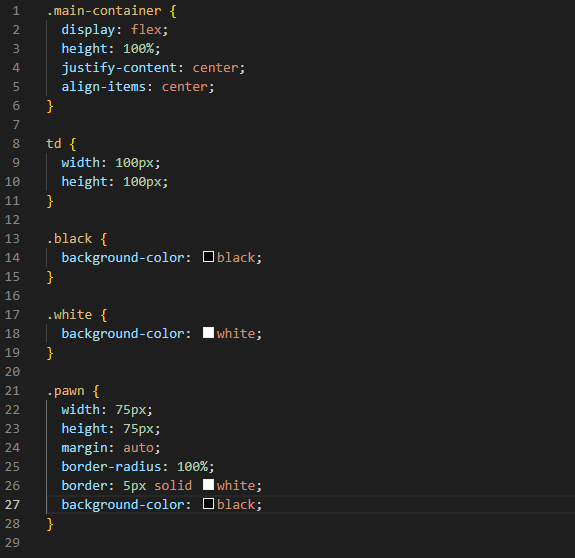 1 .main-container {
2   display: flex;
3   height: 100%;
4   justify-content: center;
5   align-items: center;
6 }
7
8 td {
9   width: 100px;
10   height: 100px;
11 }
12
13 .black {
14   background-color: black;
15 }
16
17 .white {
18   background-color: white;
19 }
20
21 .pawn {
22   width: 75px;
23   height: 75px;
24   margin: auto;
25   border-radius: 100%;
26   border: 5px solid white;
27   background-color: black;
28 }
29